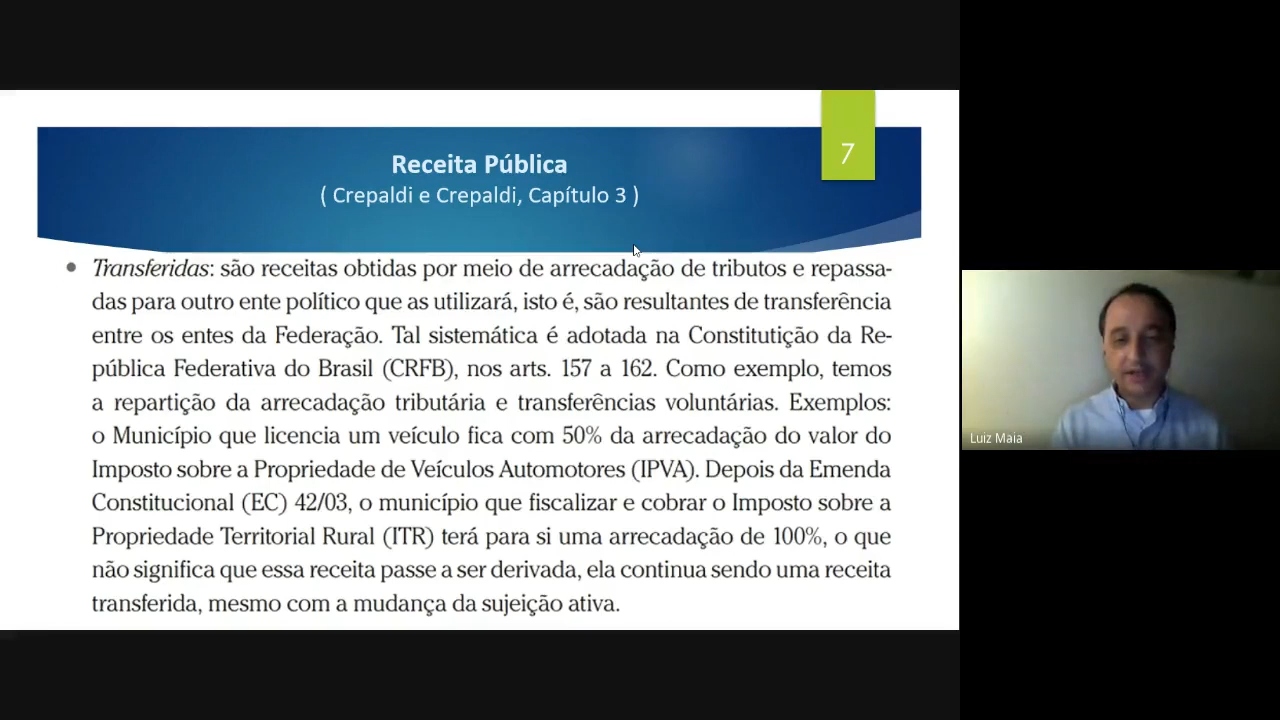 7
Receita Pública
( Crepaldi e Crepaldi, Capítulo 3 )
• Transferidas: são receitas obtidas por meio de arrecadação de tributos e repassa-
das para outro ente político que as utilizará, isto é, são resultantes de transferência
entre os entes da Federação. Tal sistemática é adotada na Constitutição da Re-
pública Federativa do Brasil (CRFB), nos arts. 157 a 162. Como exemplo, temos
a repartição da arrecadação tributária e transferências voluntárias. Exemplos:
o Município que licencia um veículo fica com 50% da arrecadação do valor do
Imposto sobre a Propriedade de Veículos Automotores (IPVA). Depois da Emenda
Constitucional (EC) 42/03, o município que fiscalizar e cobrar o Imposto sobre a
Propriedade Territorial Rural (ITR) terá para si uma arrecadação de 100%, o que
não significa que essa receita passe a ser derivada, ela continua sendo uma receita
transferida, mesmo com a mudança da sujeição ativa.
Luiz Maia